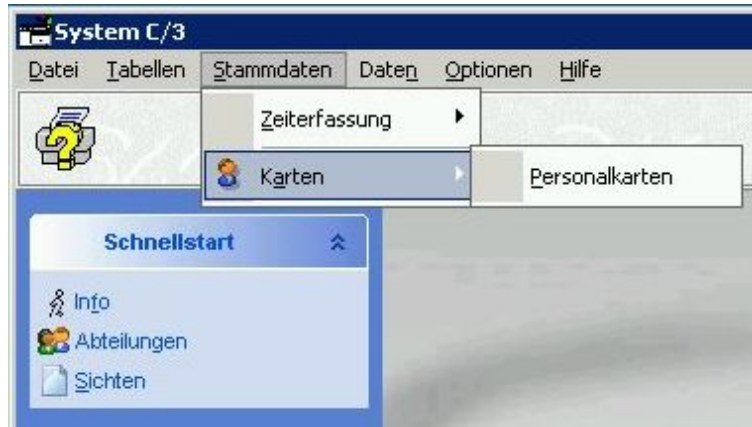 System C/3
Datei Tabellen Stammdaten Daten Optionen Hilfe
Zeiterfassung
Karten
Personalkarten
Schnellstart
Info
Abteilungen
Sichten